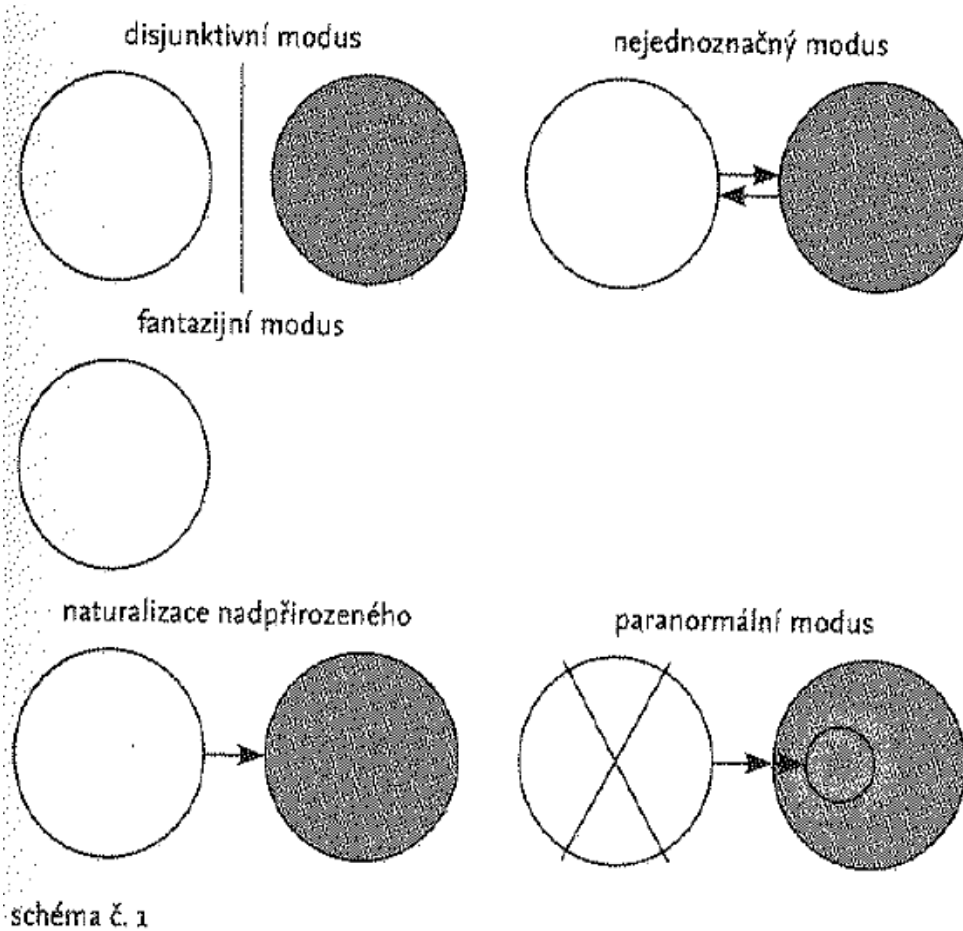 disjunktivní modus
nejednoznačný modus
fantazijní modus
naturalizace nadpřirozeného
paranormální modus
schéma č. 1